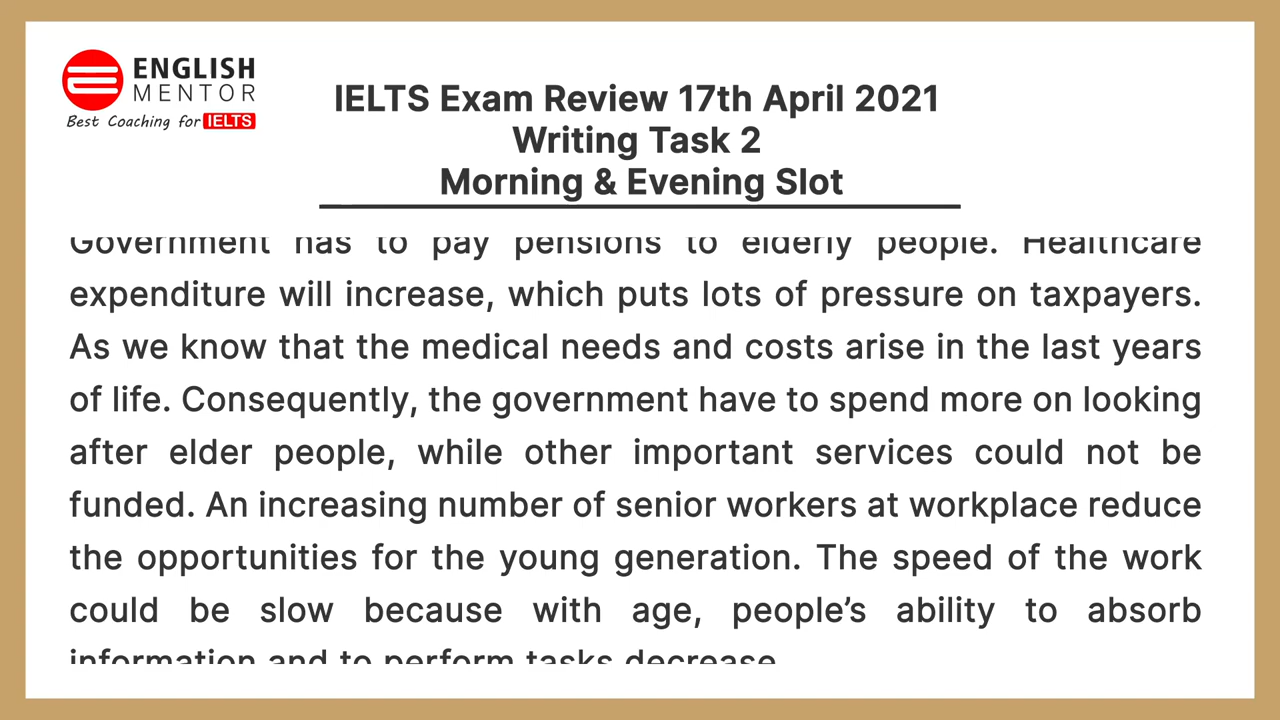 ENGLISH
MENTOR
Best Coaching for IELTS
IELTS Exam Review 17th April 2021
Writing Task 2
Morning & Evening Slot
Government has to pay pensions to elderly people. Healthcare
expenditure will increase, which puts lots of pressure on taxpayers.
As we know that the medical needs and costs arise in the last years
of life. Consequently, the government have to spend more on looking
after elder people, while other important services could not be
funded. An increasing number of senior workers at workplace reduce
the opportunities for the young generation. The speed of the work
could be slow because with age, people’s ability to absorb
information and to perform tasks decrease.